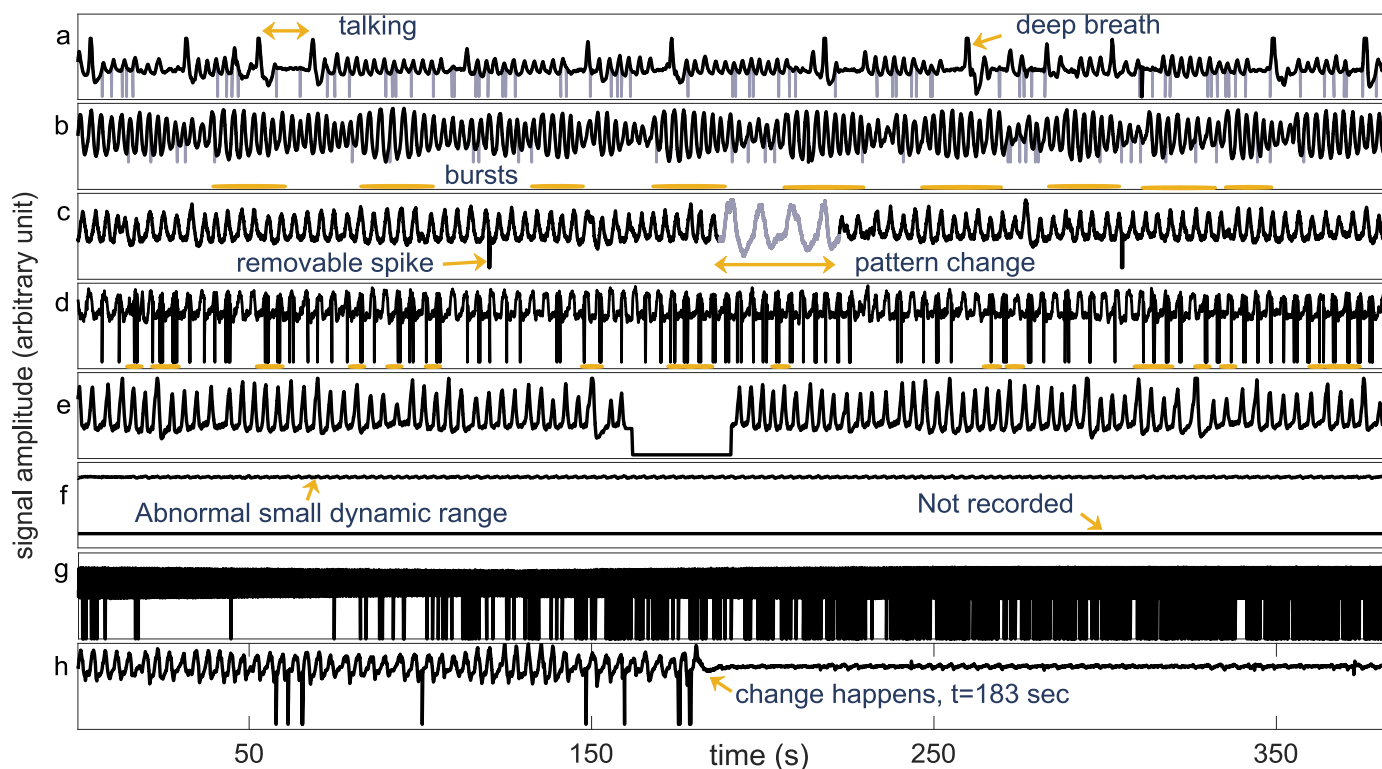 a
talking
deep breath
b
bursts
c
removable spike
pattern change
d
e
f
Abnormal small dynamic range
Not recorded
g
h
change happens, t=183 sec
50
150
time (s)
250
350
signal amplitude (arbitrary unit)